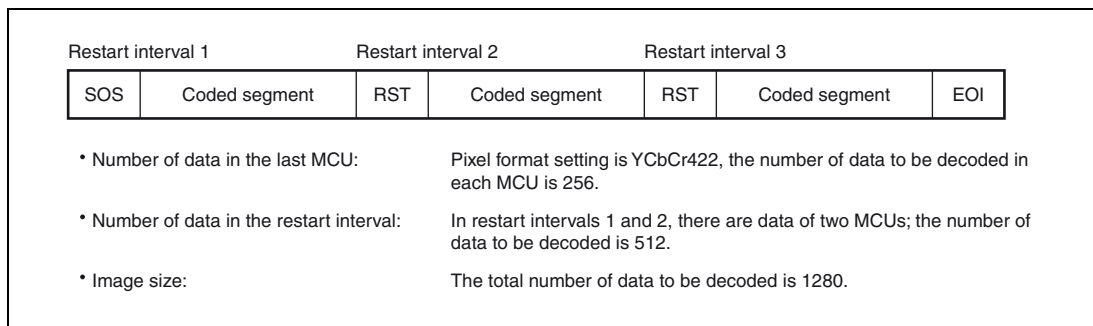 Restart interval 1 Restart interval 2 Restart interval 3
SOS Coded segment RST Coded segment RST Coded segment EOI
• Number of data in the last MCU: Pixel format setting is YCbCr422, the number of data to be decoded in
each MCU is 256.
• Number of data in the restart interval: In restart intervals 1 and 2, there are data of two MCUs; the number of
data to be decoded is 512.
• Image size: The total number of data to be decoded is 1280.